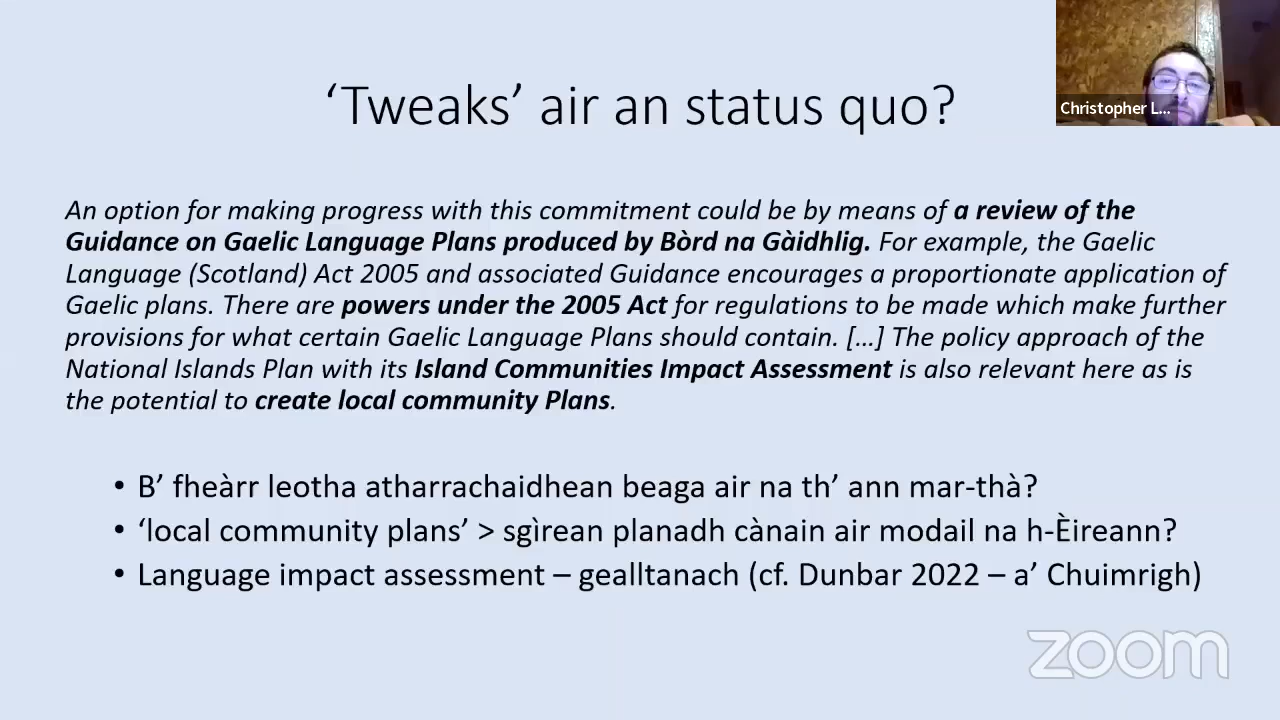 ‘Tweaks’ air an status quo?
Christopher L...
An option for making progress with this commitment could be by means of a review of the
Guidance on Gaelic Language Plans produced by Bòrd na Gàidhlig. For example, the Gaelic
Language (Scotland) Act 2005 and associated Guidance encourages a proportionate application of
Gaelic plans. There are powers under the 2005 Act for regulations to be made which make further
provisions for what certain Gaelic Language Plans should contain. […] The policy approach of the
National Islands Plan with its Island Communities Impact Assessment is also relevant here as is
the potential to create local community Plans.
• B’ fheàrr leotha atharrachaidhean beaga air na th’ ann mar-thà?
• ‘local community plans’ > sgìrean planadh cànain air modail na h-Èireann?
• Language impact assessment – gealltanach (cf. Dunbar 2022 – a’ Chuimrigh)
zoom